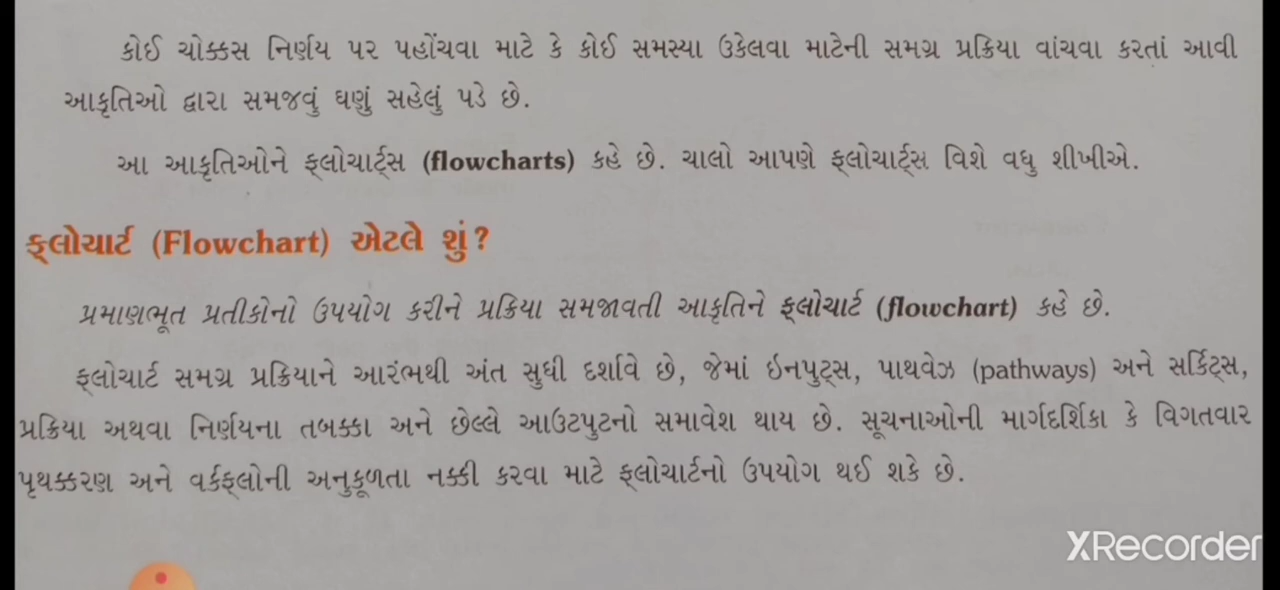 કોઈ ચોક્કસ નિર્ણય પર પહોંચવા માટે કે કોઈ સમસ્યા ઉકેલવા માટેની સમગ્ર પ્રક્રિયા વાંચવા કરતાં આવી
આકૃતિઓ દ્વારા સમજવું ઘણું સહેલું પડે છે.
આ આકૃતિઓને ફ્લોચાર્ટ્સ (flowcharts) કહે છે. ચાલો આપણે ફ્લોચાર્ટ્સ વિશે વધુ શીખીએ.
ફ્લોચાર્ટ (Flowchart) એટલે શું?
પ્રમાણભૂત પ્રતીકોનો ઉપયોગ કરીને પ્રક્રિયા સમજાવતી આકૃતિને ફ્લોચાર્ટ (flowchart) કહે છે.
ફ્લોચાર્ટ સમગ્ર પ્રક્રિયાને આરંભથી અંત સુધી દર્શાવે છે, જેમાં ઇનપુટ્સ, પાથવેઝ (pathways) અને સર્કિટ્સ,
પ્રક્રિયા અથવા નિર્ણયના તબક્કા અને છેલ્લે આઉટપુટનો સમાવેશ થાય છે. સૂચનાઓની માર્ગદર્શિકા કે વિગતવાર
પૃથક્કરણ અને વર્કફ્લોની અનુકૂળતા નક્કી કરવા માટે ફ્લોચાર્ટનો ઉપયોગ થઈ શકે છે.
XRecorder